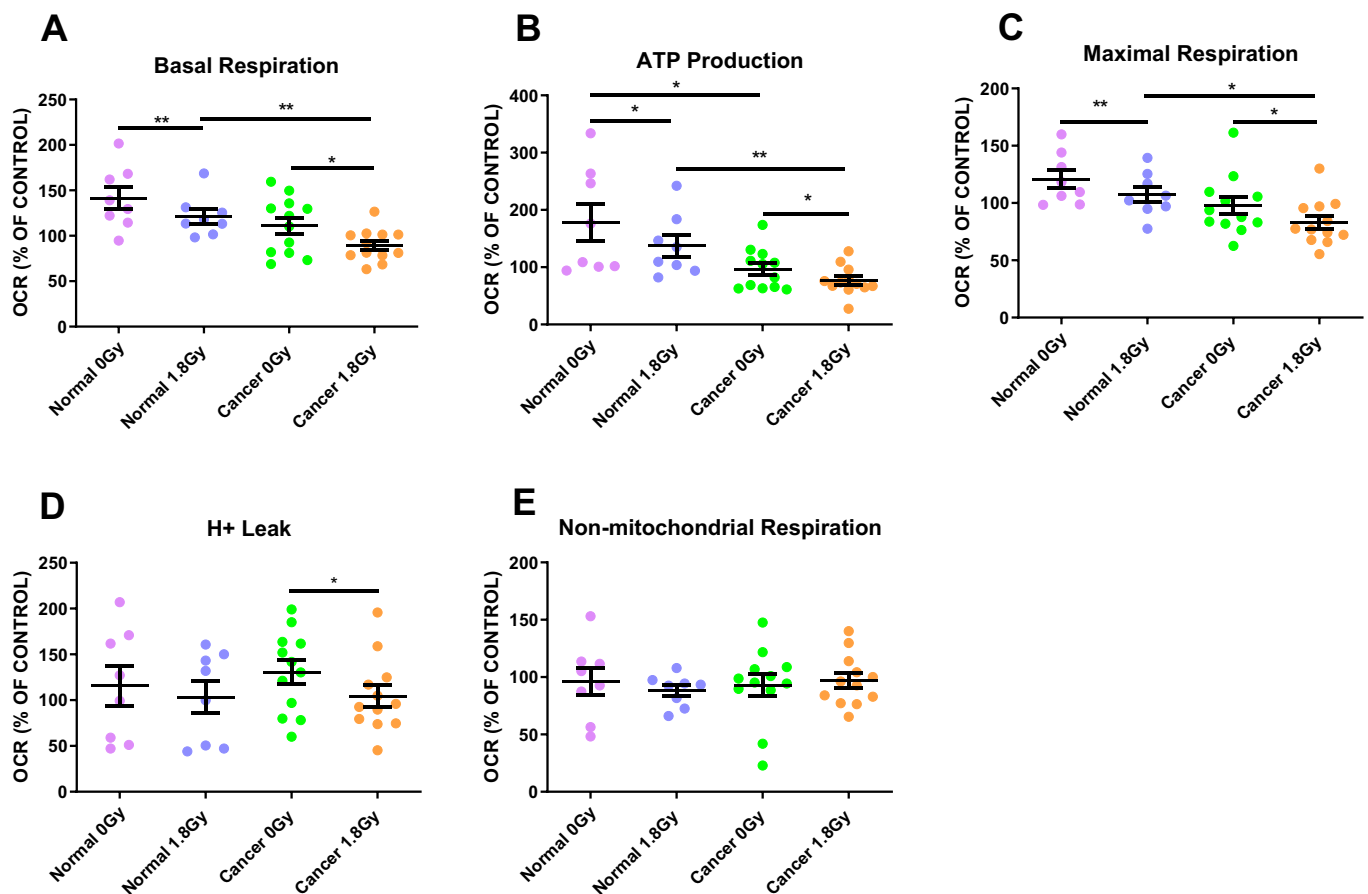 A
Basal Respiration
OCR (% OF CONTROL)
250
200
150
100
50
0
**
**
*
Normal 0Gy
Normal 1.8Gy
Cancer 0Gy
Cancer 1.8Gy
B
ATP Production
OCR (% OF CONTROL)
400
300
200
100
0
*
*
**
*
Normal 0Gy
Normal 1.8Gy
Cancer 0Gy
Cancer 1.8Gy
C
Maximal Respiration
OCR (% OF CONTROL)
200
150
100
50
0
*
**
*
Normal 0Gy
Normal 1.8Gy
Cancer 0Gy
Cancer 1.8Gy
D
H+ Leak
OCR (% OF CONTROL)
250
200
150
100
50
0
*
Normal 0Gy
Normal 1.8Gy
Cancer 0Gy
Cancer 1.8Gy
E
Non-mitochondrial Respiration
OCR (% OF CONTROL)
200
150
100
50
0
Normal 0Gy
Normal 1.8Gy
Cancer 0Gy
Cancer 1.8Gy